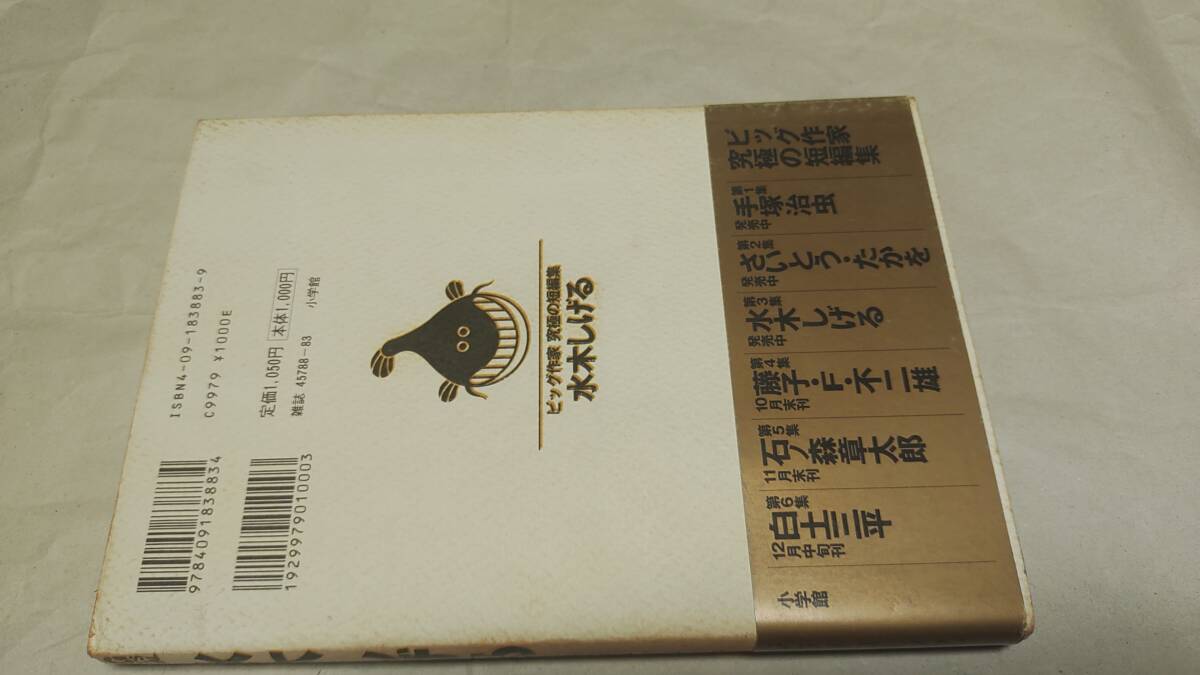 ISBN4-09-183883-9
C9979 ¥1000E
定価1,050円 本体1,000円
雑誌 45788-83
小学館
9784091838834
1929979010003
ビッグ作家 究極の短編集
水木しげる
ビッグ作家
究極の短編集
第1集
発売中
手塚治虫
第2集
発売中
さいとう・たかを
第3集
発売中
水木しげる
第4集
10月末刊
藤子・F・不二雄
第5集
11月末刊
石ノ森章太郎
第6集
12月中旬刊
白土三平
小学館